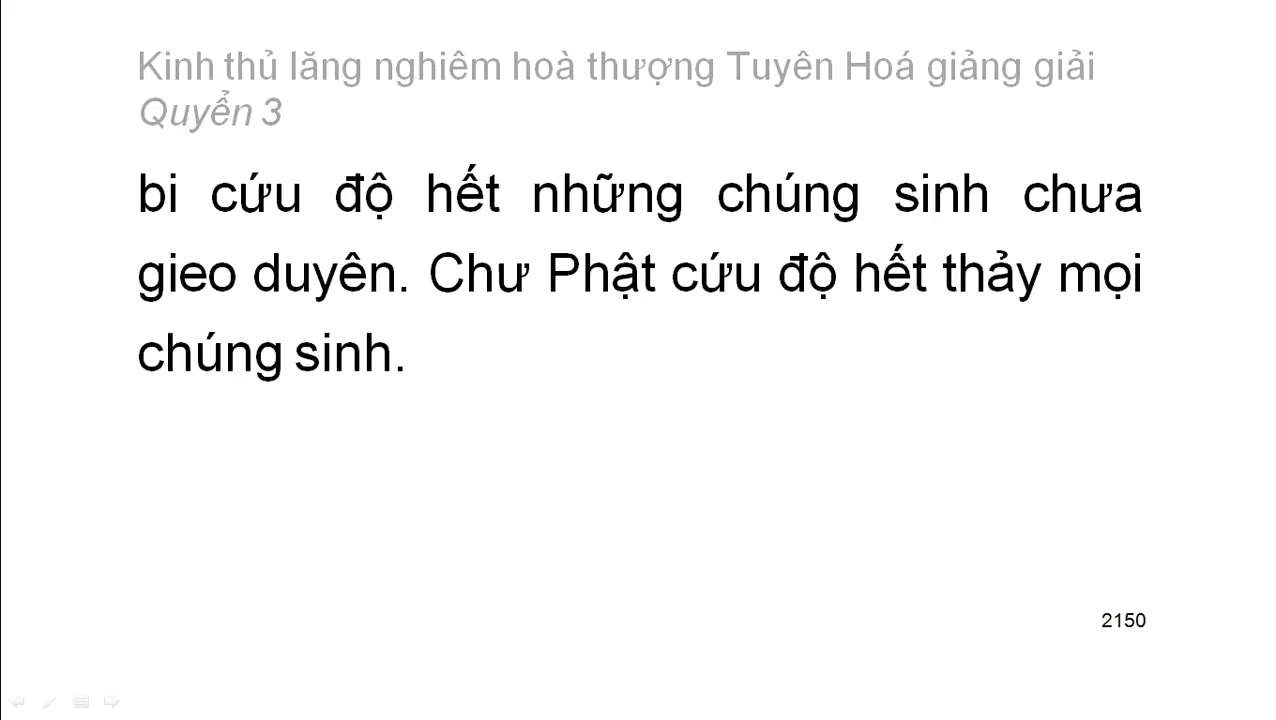 Kinh thủ lăng nghiêm hoà thượng Tuyên Hoá giảng giải
Quyển 3
bi cứu độ hết những chúng sinh chưa
gieo duyên. Chư Phật cứu độ hết thảy mọi
chúng sinh.
2150